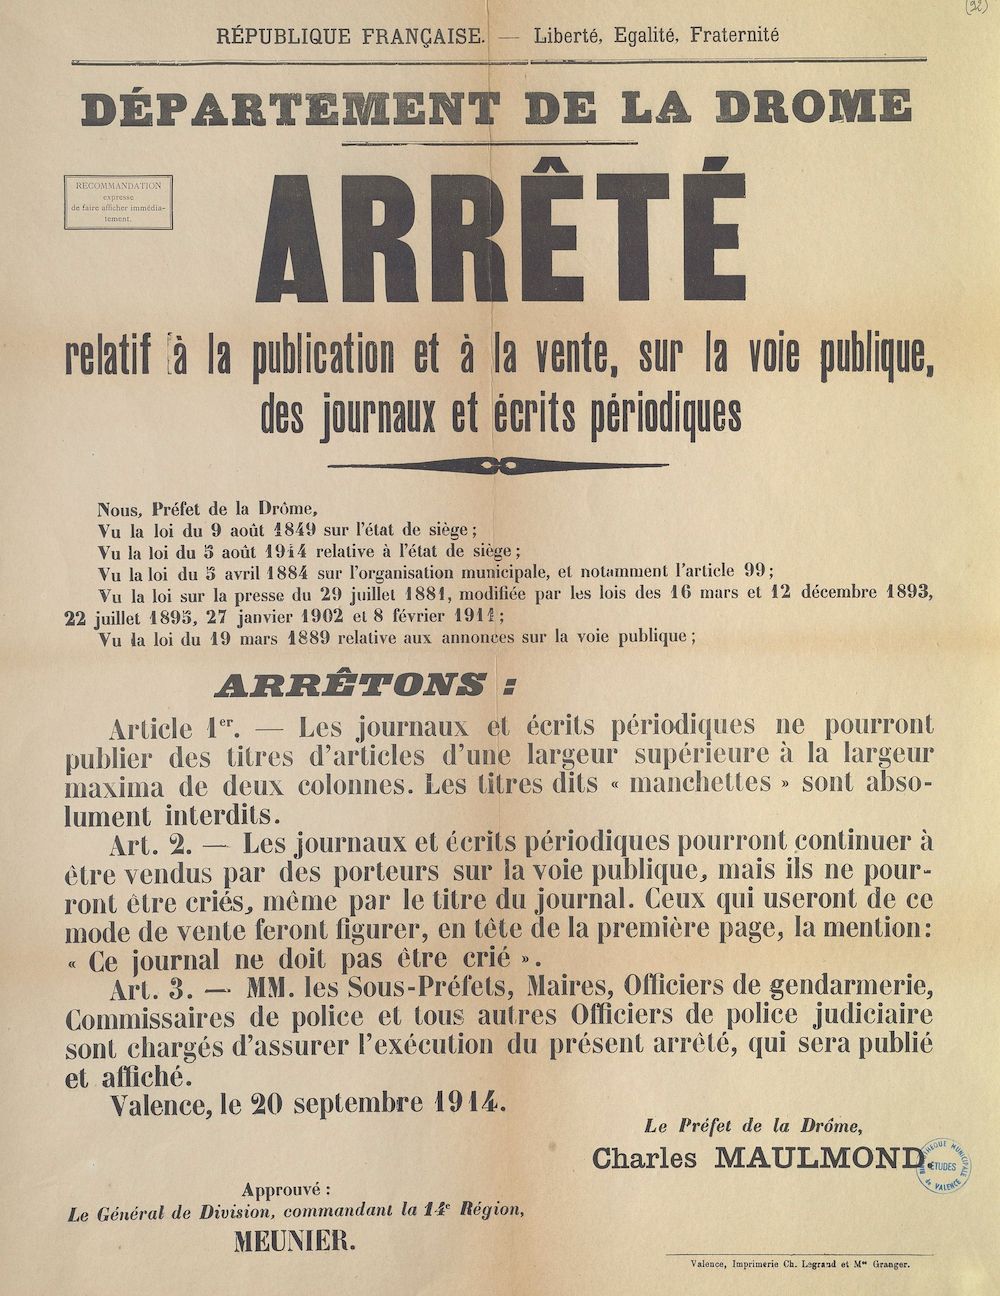 (92)
RÉPUBLIQUE FRANÇAISE. — Liberté, Egalité, Fraternité
DÉPARTEMENT DE LA DROME
RECOMMANDATION
expresse
de faire afficher immédia-
tement.
ARRÊTÉ
relatif à la publication et à la vente, sur la voie publique,
des journaux et écrits périodiques
Nous, Préfet de la Drôme,
Vu la loi du 9 août 1849 sur l'état de siège ;
Vu la loi du 5 août 1914 relative à l'état de siège ;
Vu la loi du 5 avril 1884 sur l'organisation municipale, et notamment l'article 99 ;
Vu la loi sur la presse du 29 juillet 1881, modifiée par les lois des 16 mars et 12 décembre 1893,
22 juillet 1895, 27 janvier 1902 et 8 février 1911 ;
Vu la loi du 19 mars 1889 relative aux annonces sur la voie publique ;
ARRÊTONS :
Article 1er. — Les journaux et écrits périodiques ne pourront
publier des titres d'articles d'une largeur supérieure à la largeur
maxima de deux colonnes. Les titres dits « manchettes » sont abso-
lument interdits.
Art. 2. — Les journaux et écrits périodiques pourront continuer à
être vendus par des porteurs sur la voie publique, mais ils ne pour-
ront être criés, même par le titre du journal. Ceux qui useront de ce
mode de vente feront figurer, en tête de la première page, la mention :
« Ce journal ne doit pas être crié ».
Art. 3. — MM. les Sous-Préfets, Maires, Officiers de gendarmerie,
Commissaires de police et tous autres Officiers de police judiciaire
sont chargés d'assurer l'exécution du présent arrêté, qui sera publié
et affiché.
Valence, le 20 septembre 1914.
Le Préfet de la Drôme,
Charles MAULMOND.
BIBLIOTHÈQUE MUNICIPALE
ETUDES
de VALENCE
Approuvé :
Le Général de Division, commandant la 14e Région,
MEUNIER.
Valence, Imprimerie Ch. Legrand et Mme Granger.